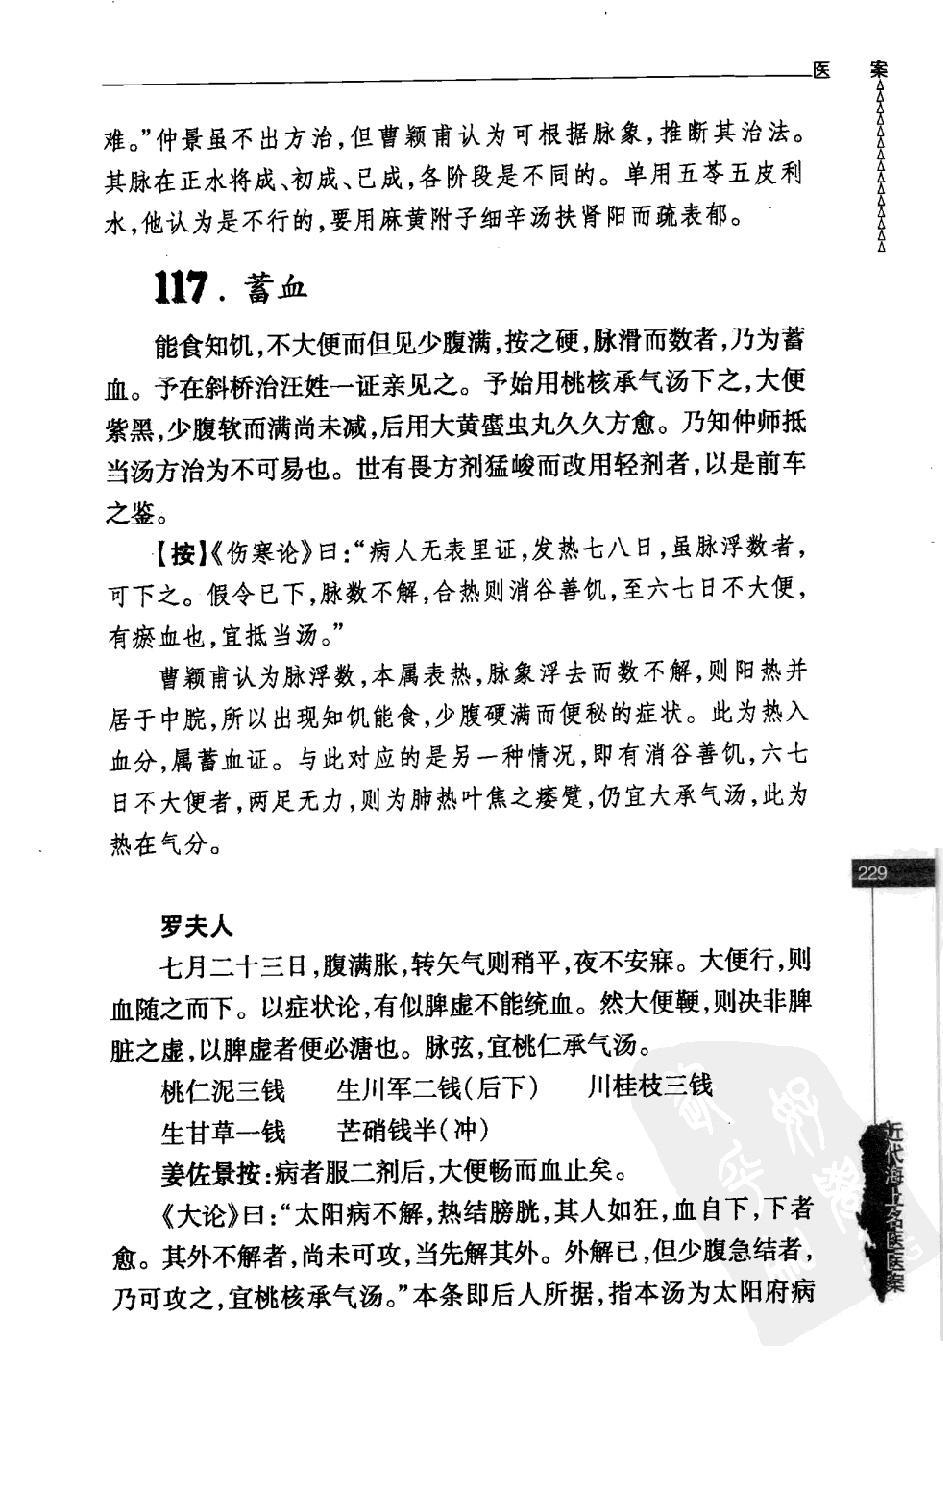 医 案
难。”仲景虽不出方治,但曹颖甫认为可根据脉象,推断其治法。
其脉在正水将成、初成、已成,各阶段是不同的。单用五苓五皮利
水,他认为是不行的,要用麻黄附子细辛汤扶肾阳而疏表郁。
117. 蓄血
能食知饥,不大便而但见少腹满,按之硬,脉滑而数者,乃为蓄
血。予在斜桥治汪姓一证亲见之。予始用桃核承气汤下之,大便
紫黑,少腹软而满尚未减,后用大黄䗪虫丸久久方愈。乃知仲师抵
当汤方治为不可易也。世有畏方剂猛峻而改用轻剂者,以是前车
之鉴。
【按】《伤寒论》曰:“病人无表里证,发热七八日,虽脉浮数者,
可下之。假令已下,脉数不解,合热则消谷善饥,至六七日不大便,
有瘀血也,宜抵当汤。”
曹颖甫认为脉浮数,本属表热,脉象浮去而数不解,则阳热并
居于中脘,所以出现知饥能食,少腹硬满而便秘的症状。此为热入
血分,属蓄血证。与此对应的是另一种情况,即有消谷善饥,六七
日不大便者,两足无力,则为肺热叶焦之痿躄,仍宜大承气汤,此为
热在气分。
229
罗夫人
七月二十三日,腹满胀,转矢气则稍平,夜不安寐。大便行,则
血随之而下。以症状论,有似脾虚不能统血。然大便鞕,则决非脾
脏之虚,以脾虚者便必溏也。脉弦,宜桃仁承气汤。
桃仁泥三钱 生川军二钱(后下) 川桂枝三钱
生甘草一钱 芒硝钱半(冲)
姜佐景按:病者服二剂后,大便畅而血止矣。
《大论》曰:“太阳病不解,热结膀胱,其人如狂,血自下,下者
愈。其外不解者,尚未可攻,当先解其外。外解已,但少腹急结者,
乃可攻之,宜桃核承气汤。”本条即后人所据,指本汤为太阳府病
近代海上名医医案